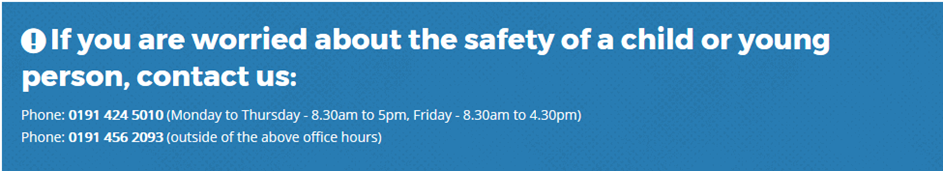 If you are worried about the safety of a child or young
person, contact us:
Phone: 0191 424 5010 (Monday to Thursday - 8.30am to 5pm, Friday - 8.30am to 4.30pm)
Phone: 0191 456 2093 (outside of the above office hours)